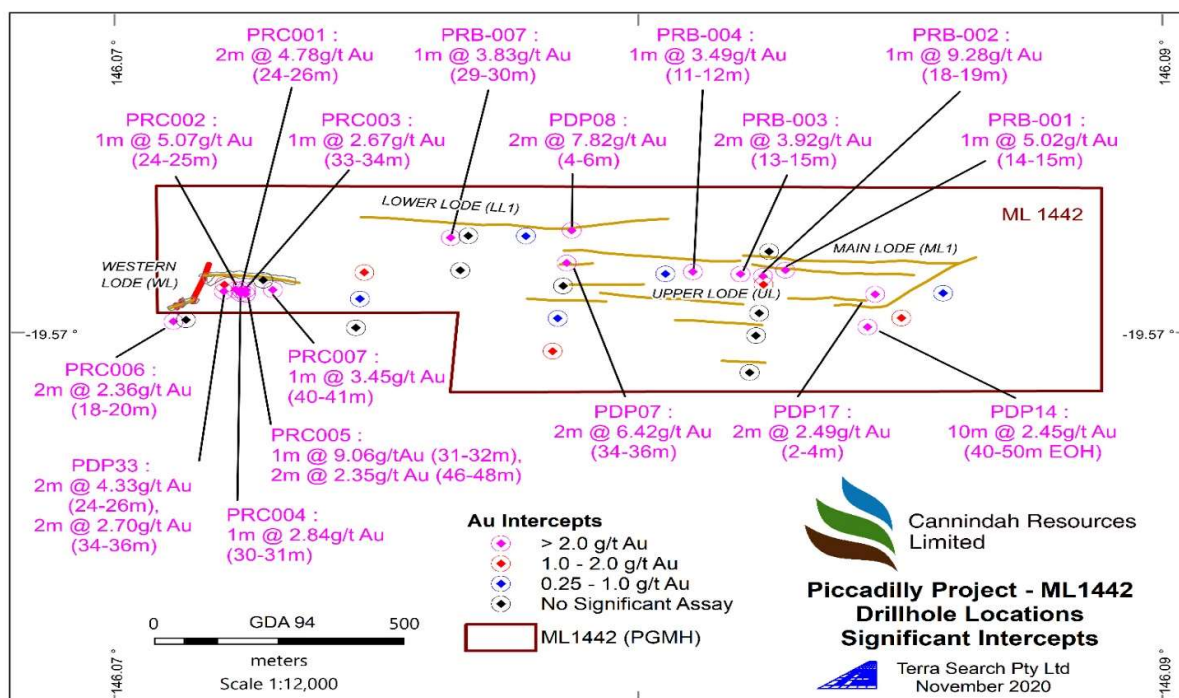 146.07 °
146.09 °
PRC001 :
2m @ 4.78g/t Au
(24-26m)
PRB-007 :
1m @ 3.83g/t Au
(29-30m)
PRB-004 :
1m @ 3.49g/t Au
(11-12m)
PRB-002 :
1m @ 9.28g/t Au
(18-19m)
PRC002 :
1m @ 5.07g/t Au
(24-25m)
PRC003 :
1m @ 2.67g/t Au
(33-34m)
PDP08 :
2m @ 7.82g/t Au
(4-6m)
PRB-003 :
2m @ 3.92g/t Au
(13-15m)
PRB-001 :
1m @ 5.02g/t Au
(14-15m)
LOWER LODE (LL1)
ML 1442
MAIN LODE (ML1)
WESTERN
LODE (WL)
UPPER LODE (UL)
-19.57 °
-19.57 °
PRC006 :
2m @ 2.36g/t Au
(18-20m)
PRC007 :
1m @ 3.45g/t Au
(40-41m)
PRC005 :
1m @ 9.06g/tAu (31-32m),
2m @ 2.35g/t Au (46-48m)
PDP33 :
2m @ 4.33g/t Au
(24-26m),
2m @ 2.70g/t Au
(34-36m)
PRC004 :
1m @ 2.84g/t Au
(30-31m)
PDP07 :
2m @ 6.42g/t Au
(34-36m)
PDP17 :
2m @ 2.49g/t Au
(2-4m)
PDP14 :
10m @ 2.45g/t Au
(40-50m EOH)
Au Intercepts
> 2.0 g/t Au
1.0 - 2.0 g/t Au
0.25 - 1.0 g/t Au
No Significant Assay
ML1442 (PGMH)
0 GDA 94 500
meters
Scale 1:12,000
Cannindah Resources
Limited
Piccadilly Project - ML1442
Drillhole Locations
Significant Intercepts
Terra Search Pty Ltd
November 2020
146.07 °
146.09 °